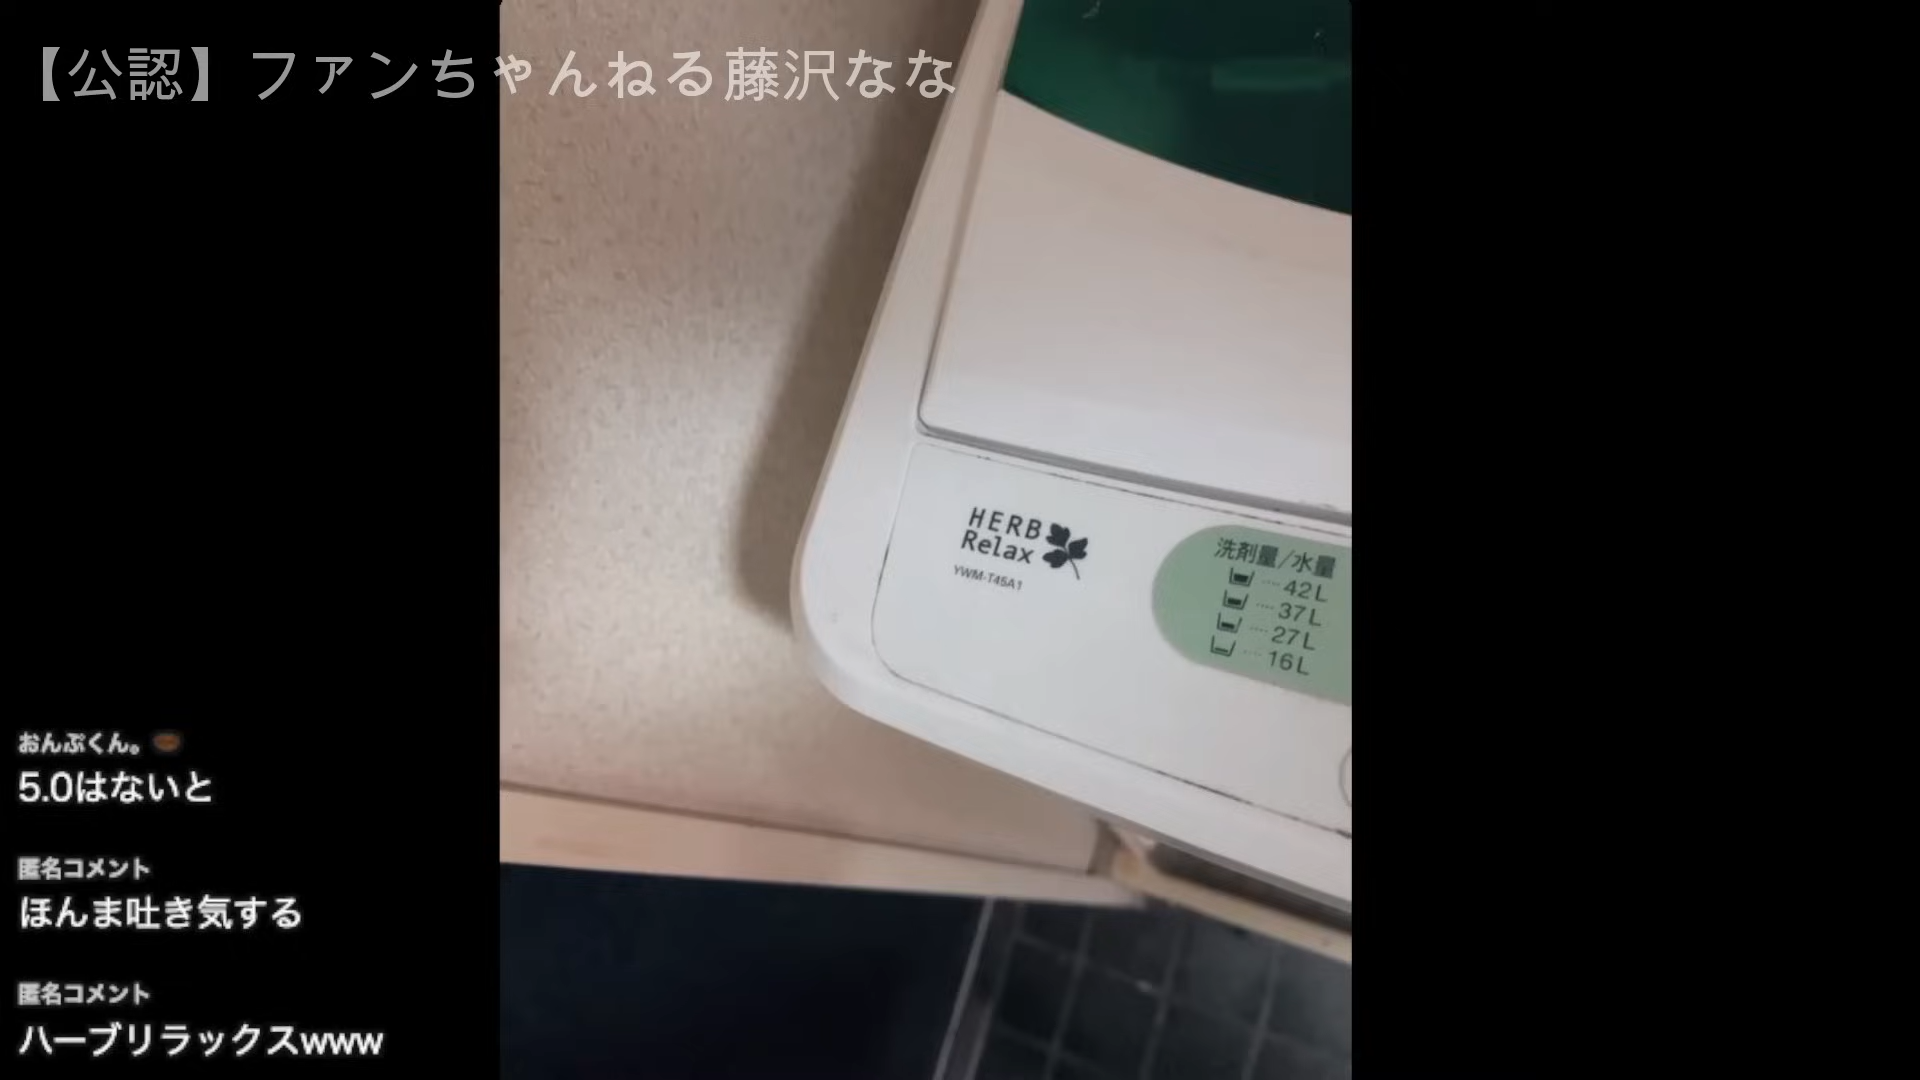 【公認】ファンちゃんねる藤沢なな
HERB
Relax
YWM-T45A1
洗剤量/水量
42L
37L
27L
16L
おんぷくん。
5.0はないと
匿名コメント
ほんま吐き気する
匿名コメント
ハーブリラックスwww